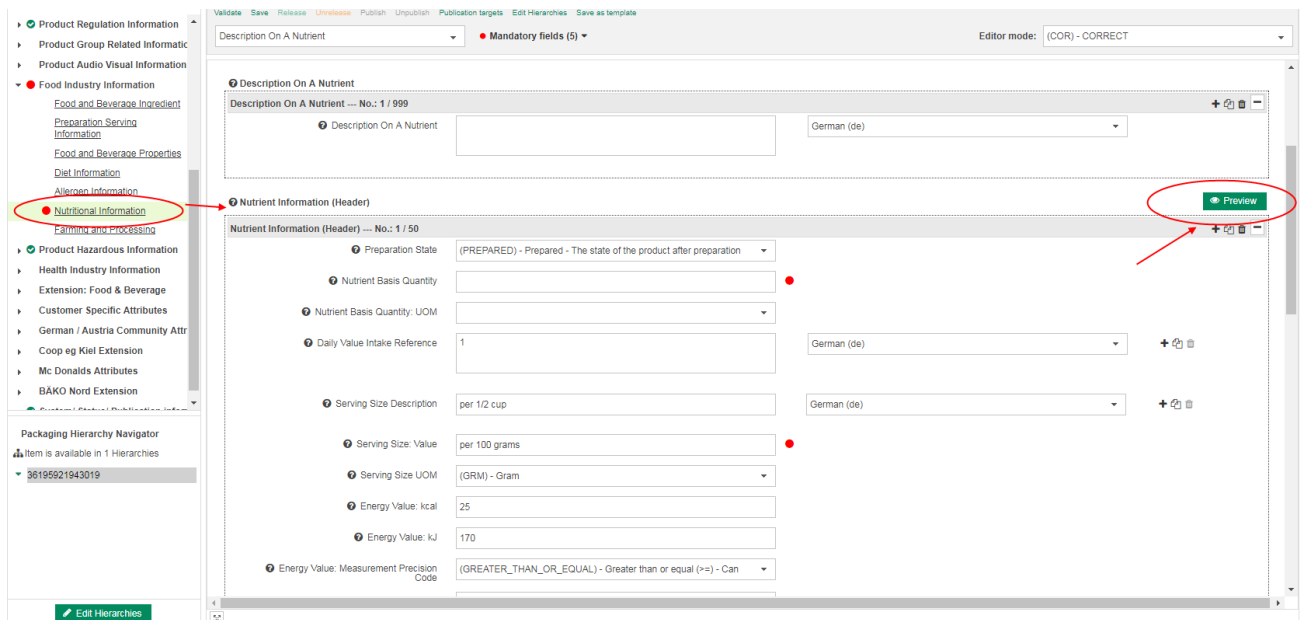 Validate Save Release Unrelease Publish Unpublish Publication targets Edit Hierarchies Save as template
Description On A Nutrient
Mandatory fields (5)
Editor mode: (COR) - CORRECT
Product Regulation Information
Product Group Related Informatic
Product Audio Visual Information
Food Industry Information
Food and Beverage Ingredient
Preparation Serving
Information
Food and Beverage Properties
Diet Information
Allergen Information
Nutritional Information
Farming and Processing
Product Hazardous Information
Health Industry Information
Extension: Food & Beverage
Customer Specific Attributes
German / Austria Community Attr
Coop eg Kiel Extension
Mc Donalds Attributes
BÄKO Nord Extension
Packaging Hierarchy Navigator
Item is available in 1 Hierarchies
36195921943019
Edit Hierarchies
Description On A Nutrient
Description On A Nutrient --- No.: 1 / 999
Description On A Nutrient
German (de)
Nutrient Information (Header)
Preview
Nutrient Information (Header) --- No.: 1 / 50
Preparation State (PREPARED) - Prepared - The state of the product after preparation
Nutrient Basis Quantity
Nutrient Basis Quantity: UOM
Daily Value Intake Reference 1 German (de)
Serving Size Description per 1/2 cup German (de)
Serving Size: Value per 100 grams
Serving Size UOM (GRM) - Gram
Energy Value: kcal 25
Energy Value: kJ 170
Energy Value: Measurement Precision
Code
(GREATER_THAN_OR_EQUAL) - Greater than or equal (>=) - Can